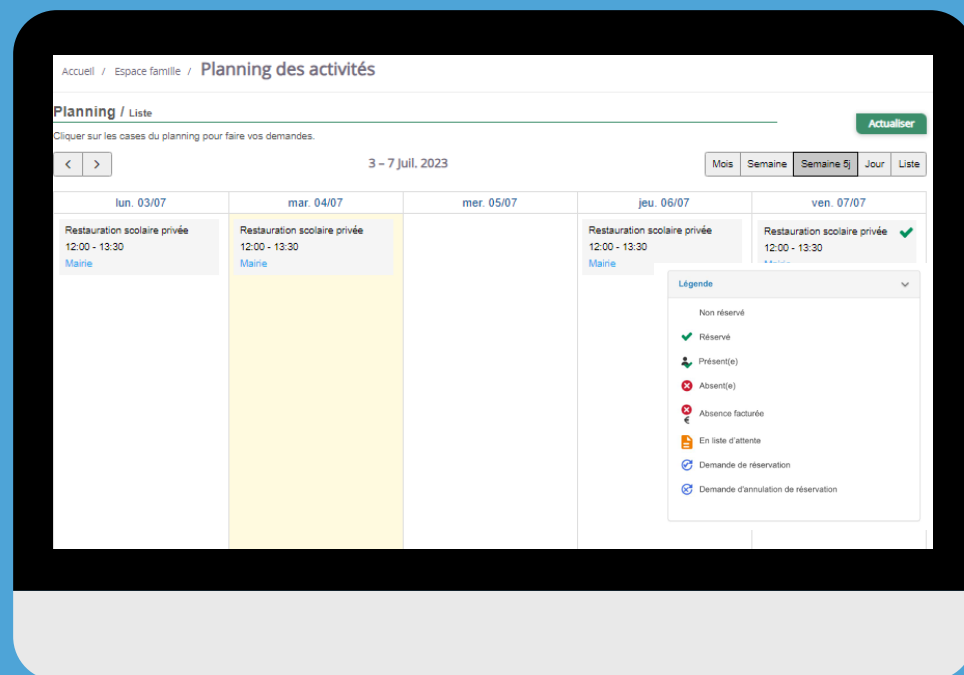 Accueil / Espace famille / Planning des activités
Planning / Liste
Actualiser
Cliquer sur les cases du planning pour faire vos demandes.
< > 3 – 7 juil. 2023 Mois Semaine Semaine 5j Jour Liste
lun. 03/07 mar. 04/07 mer. 05/07 jeu. 06/07 ven. 07/07
Restauration scolaire privée
12:00 - 13:30
Mairie
Restauration scolaire privée
12:00 - 13:30
Mairie
Restauration scolaire privée
12:00 - 13:30
Mairie
Restauration scolaire privée
12:00 - 13:30
Légende
Non réservé
Réservé
Présent(e)
Absent(e)
Absence facturée
En liste d'attente
Demande de réservation
Demande d'annulation de réservation